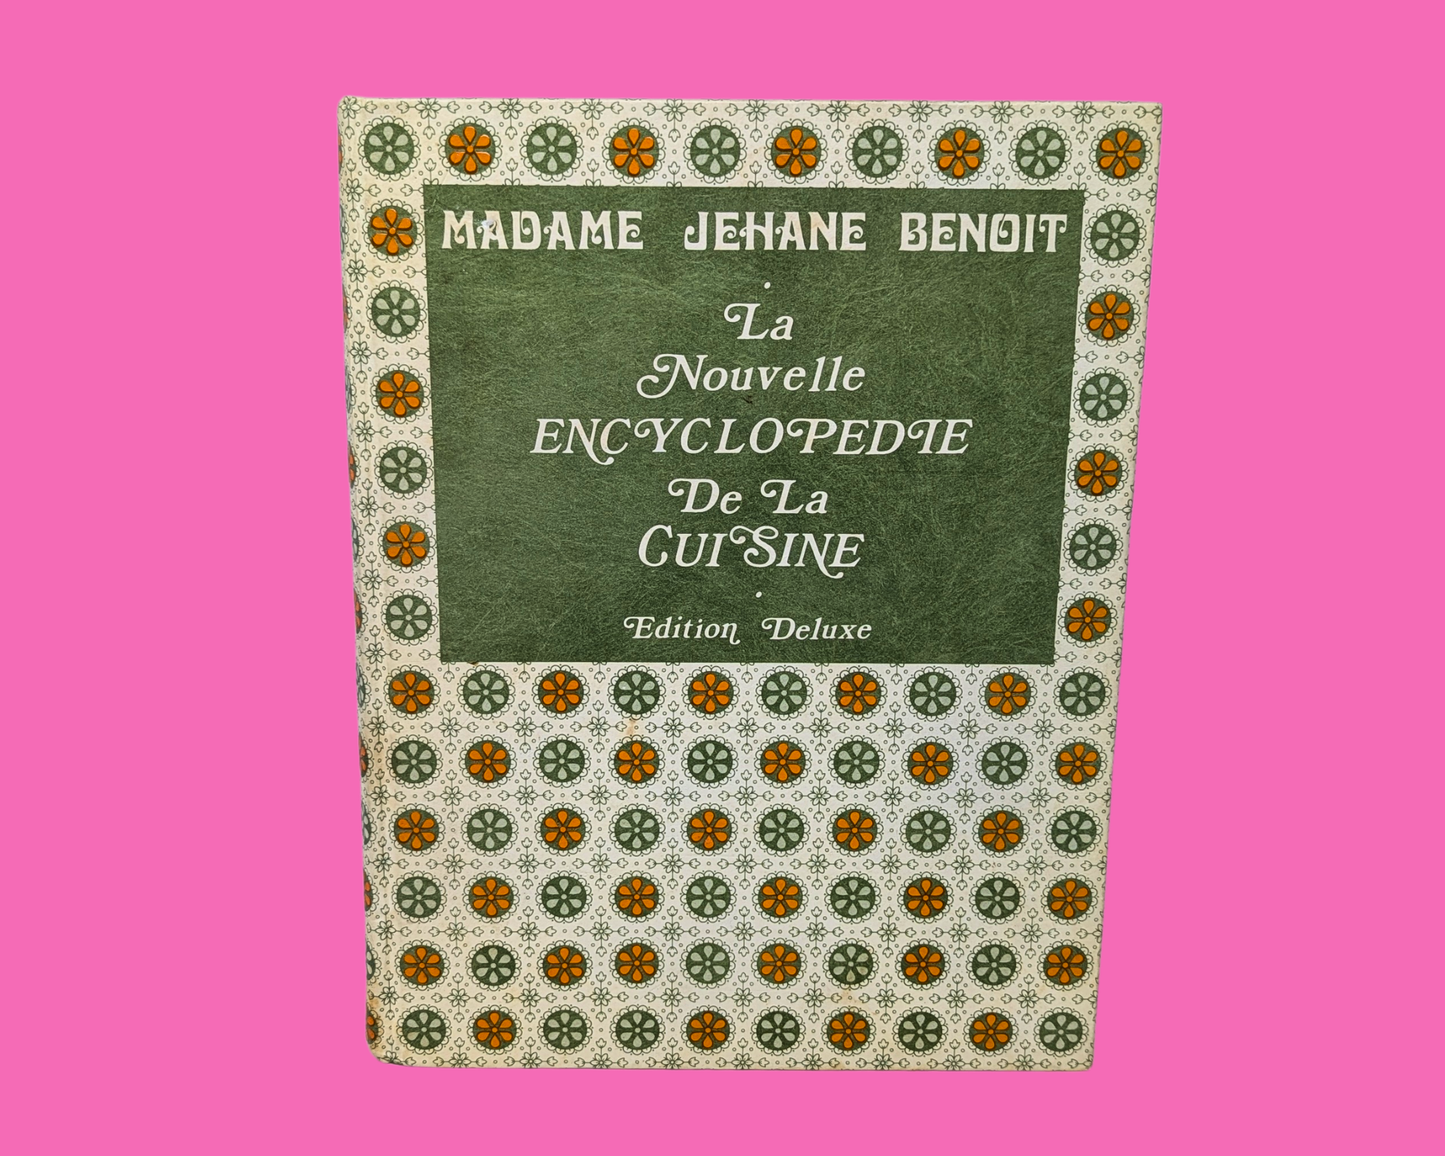 MADAME JEHANE BENOIT
La
Nouvelle
ENCYCLOPEDIE
De La
CUISINE
Edition Deluxe